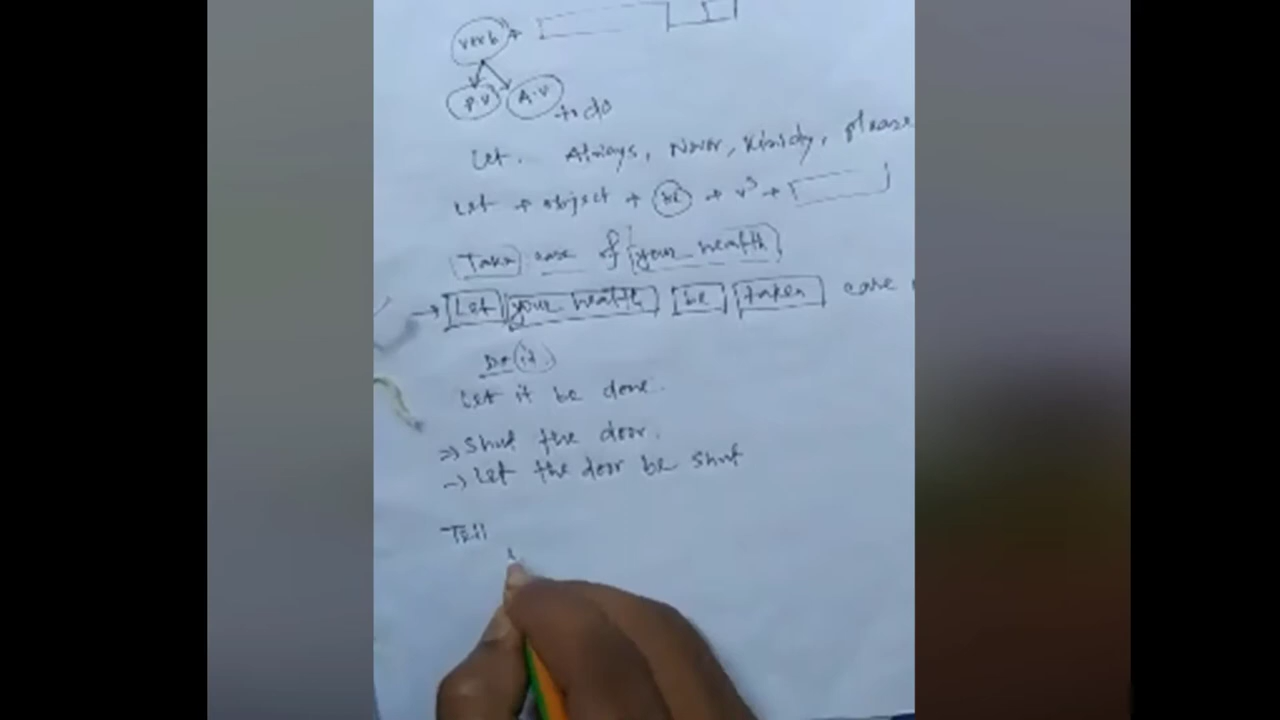 verb +
P.V A.V
to do
Let. Always, Never, Kindly, please
Let + object + be + v3 +
Take care of your health
→ Let your health be taken care
Do it.
Let it be done.
→ Shut the door.
→ Let the door be shut
Tell